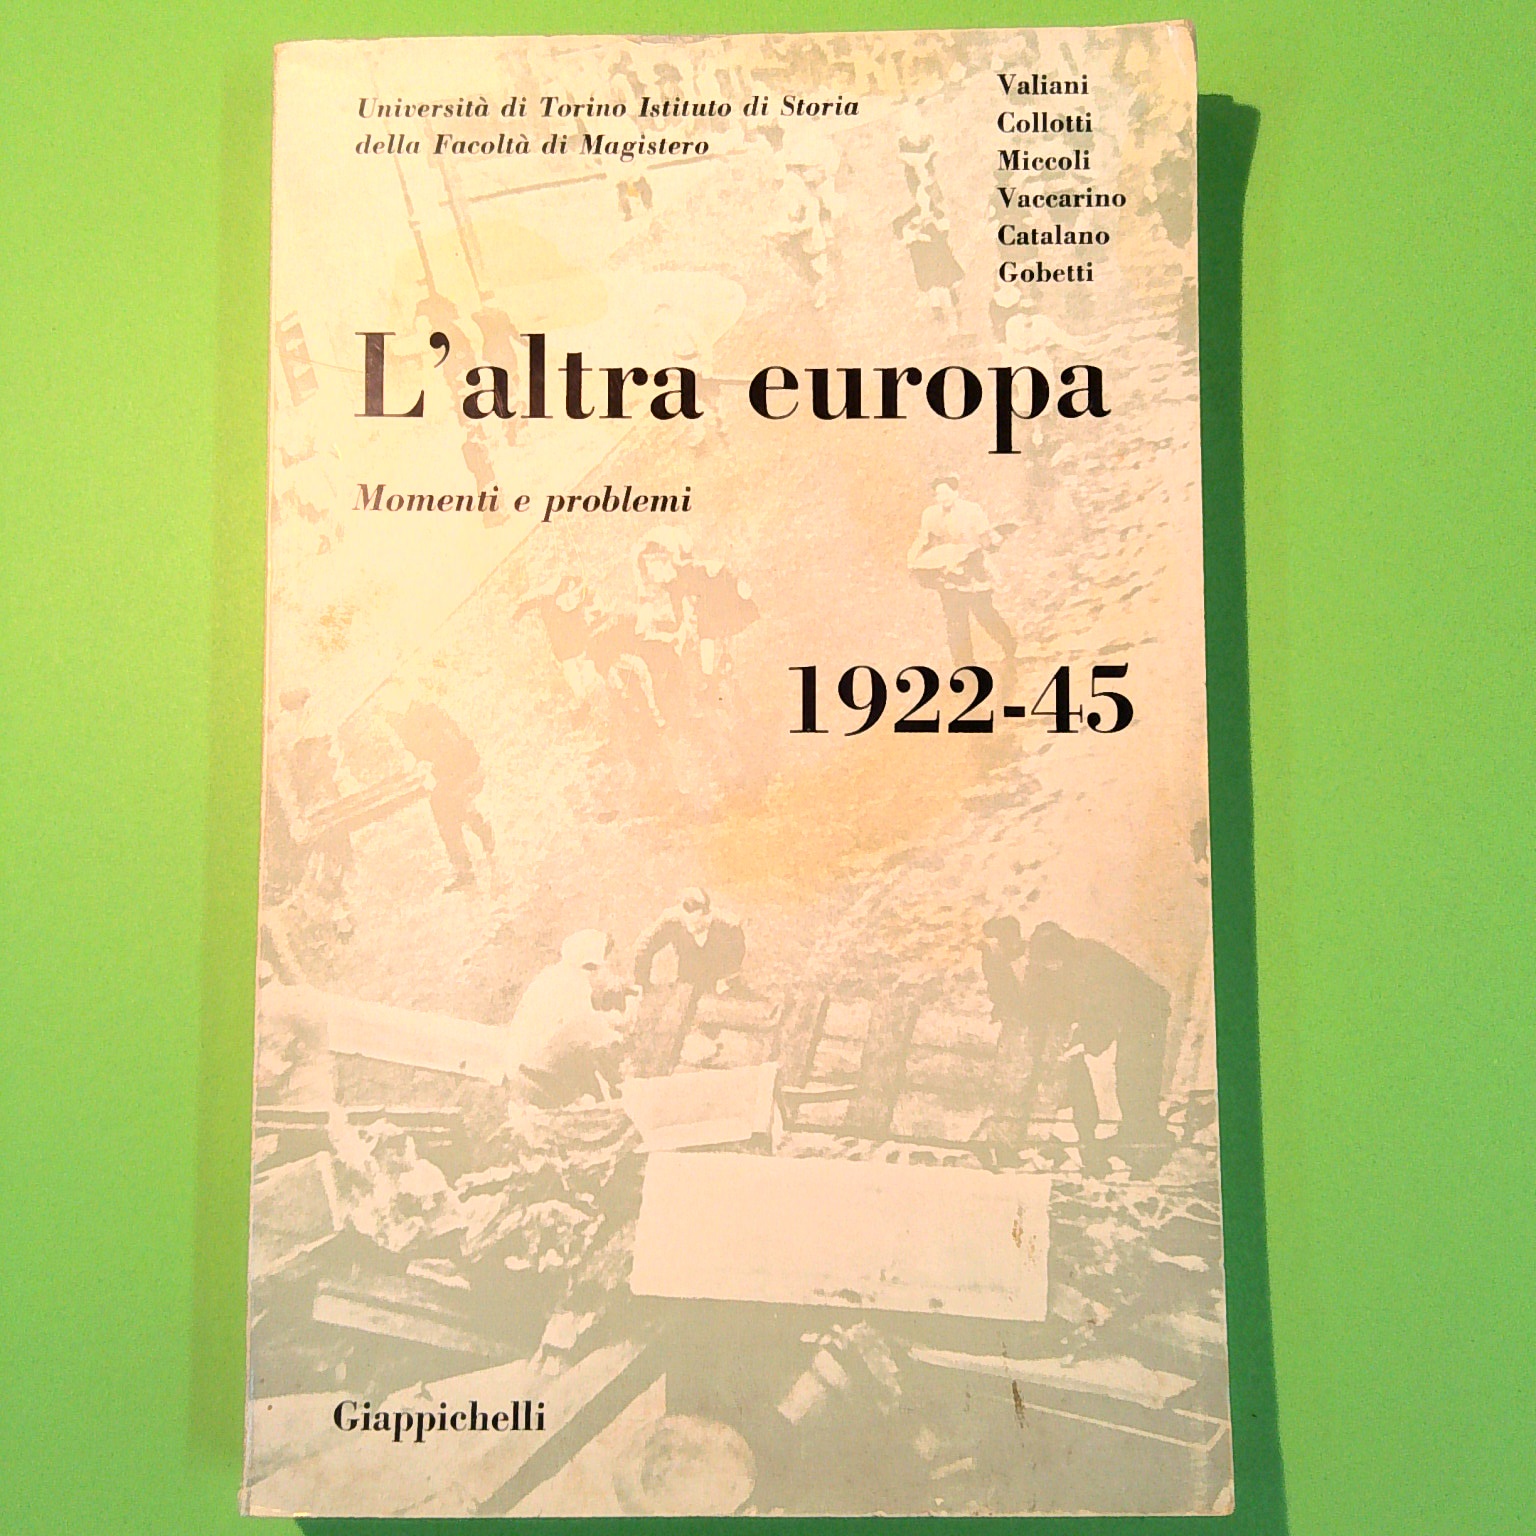 Università di Torino Istituto di Storia
della Facoltà di Magistero
Valiani
Collotti
Miccoli
Vaccarino
Catalano
Gobetti
L'altra europa
Momenti e problemi
1922-45
Giappichelli